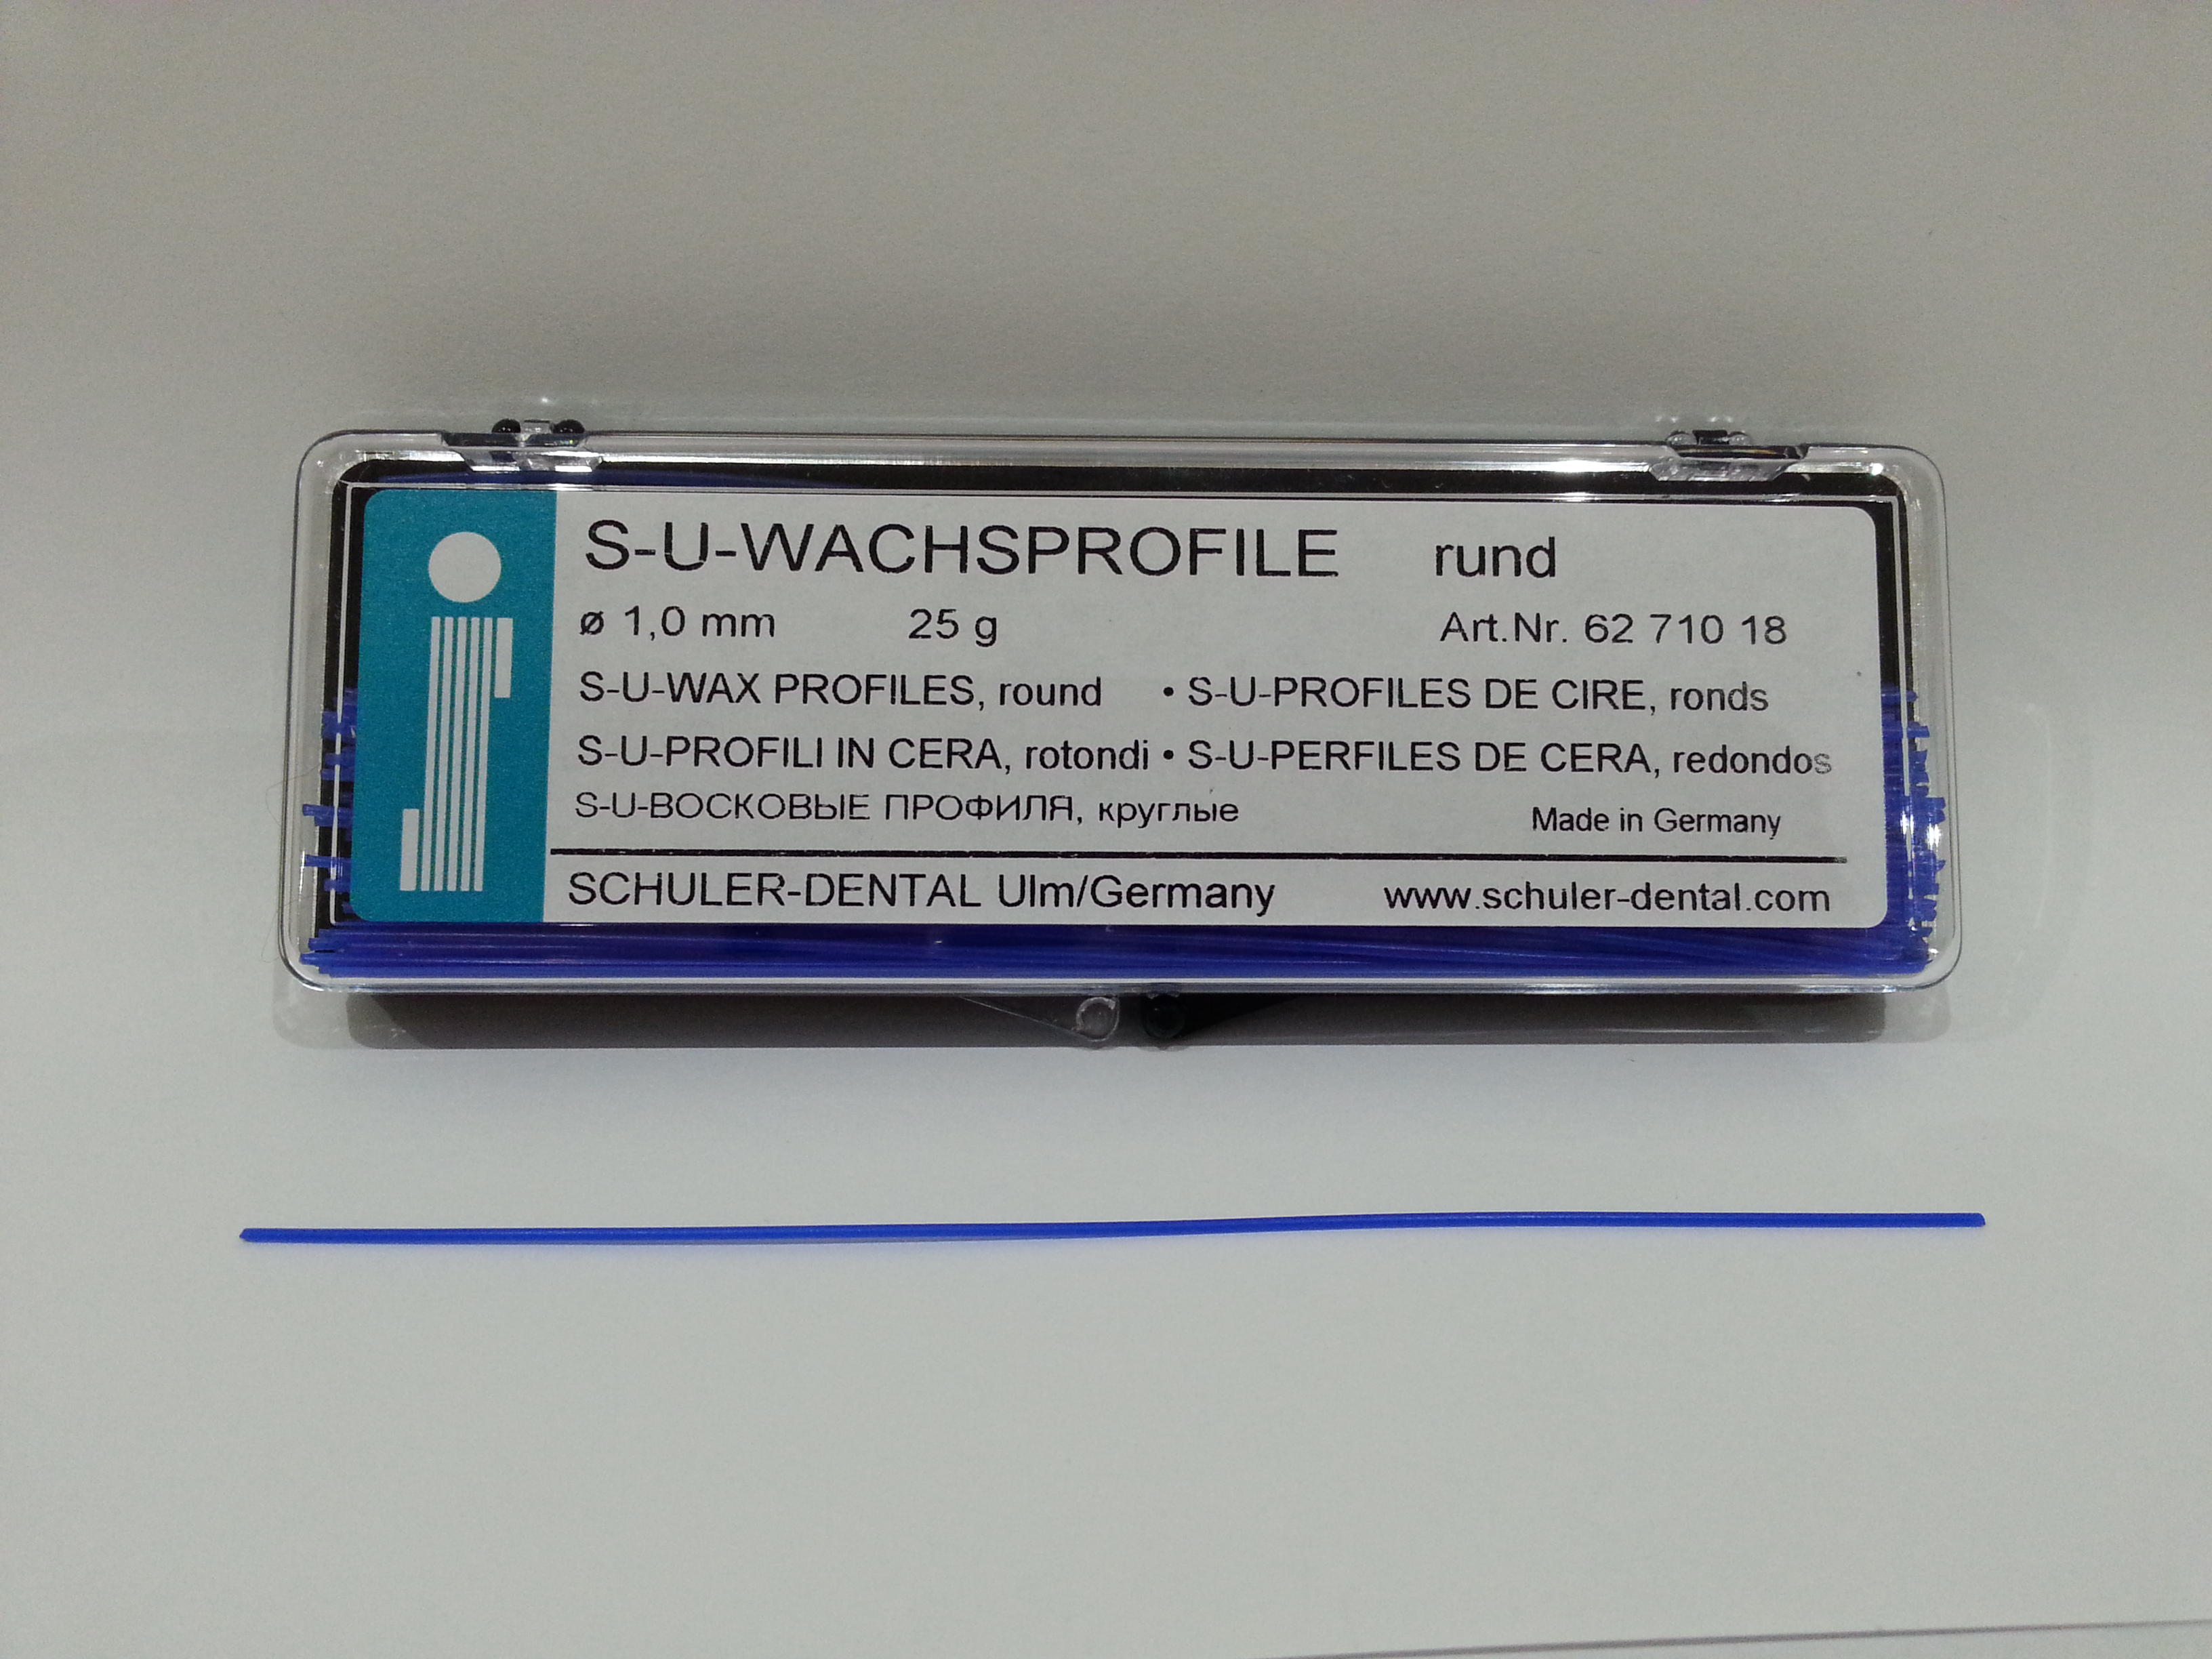 S-U-WACHSPROFILE rund
ø 1,0 mm 25 g Art.Nr. 62 710 18
S-U-WAX PROFILES, round • S-U-PROFILES DE CIRE, ronds
S-U-PROFILI IN CERA, rotondi • S-U-PERFILES DE CERA, redondos
S-U-ВОСКОВЫЕ ПРОФИЛЯ, круглые Made in Germany
SCHULER-DENTAL Ulm/Germany www.schuler-dental.com